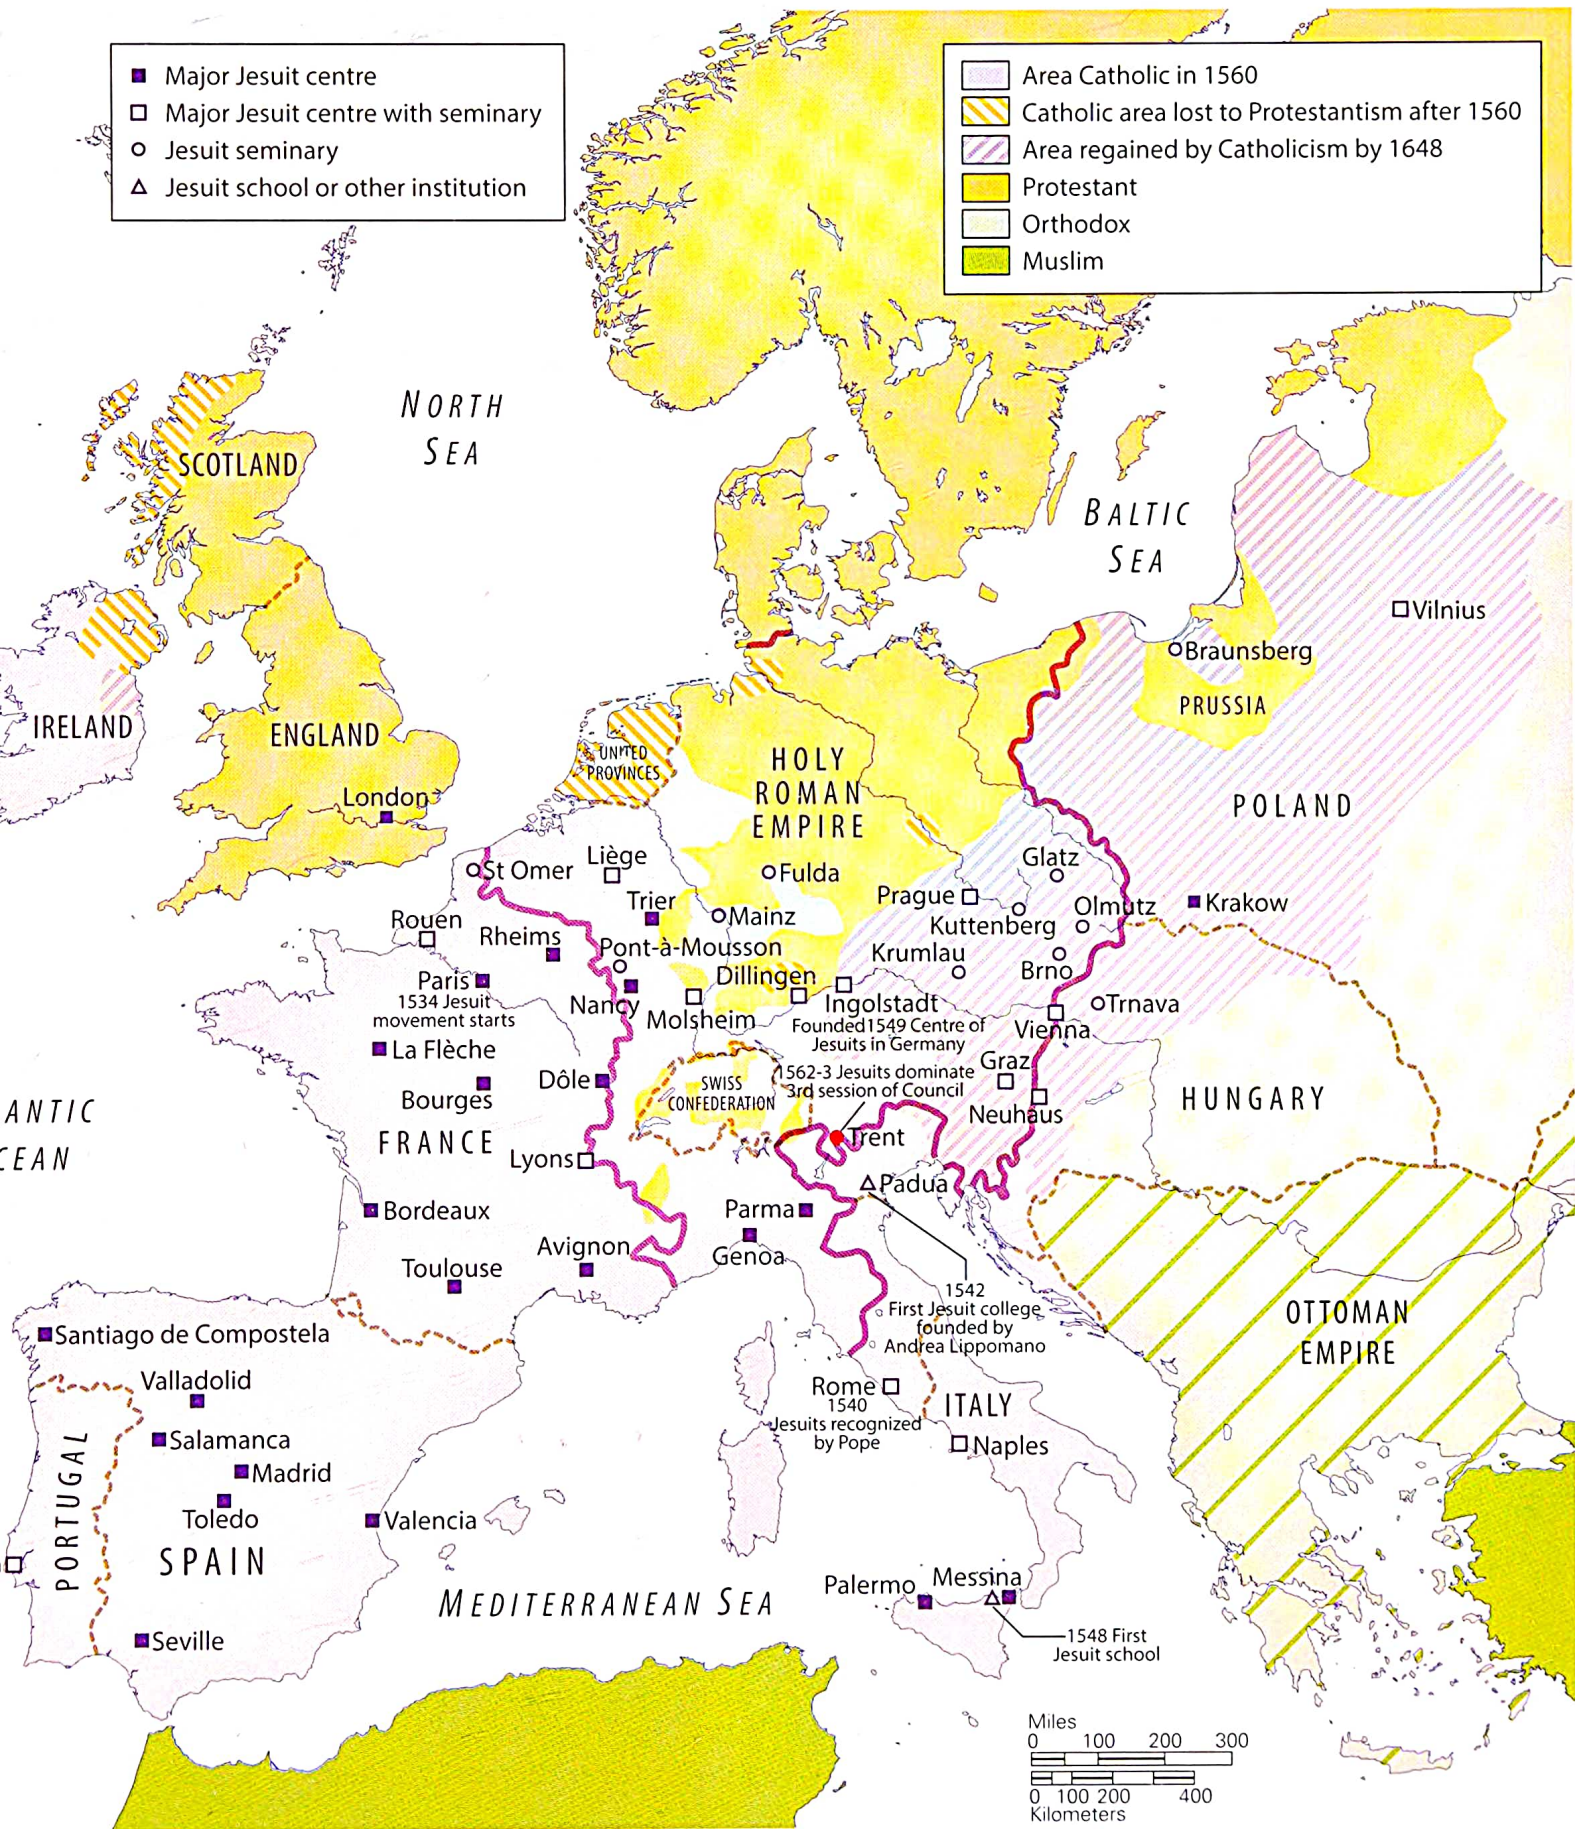 Major Jesuit centre
Major Jesuit centre with seminary
Jesuit seminary
Jesuit school or other institution
Area Catholic in 1560
Catholic area lost to Protestantism after 1560
Area regained by Catholicism by 1648
Protestant
Orthodox
Muslim
NORTH
SEA
SCOTLAND
BALTIC
SEA
Vilnius
Braunsberg
PRUSSIA
IRELAND
ENGLAND
UNITED
PROVINCES
HOLY
ROMAN
EMPIRE
London
POLAND
St Omer
Liège
Fulda
Glatz
Prague
Trier
Mainz
Kuttenberg
Olmutz
Krakow
Rouen
Rheims
Pont-à-Mousson
Krumlau
Brno
Paris
1534 Jesuit
movement starts
Nancy
Molsheim
Dillingen
Ingolstadt
Founded1549 Centre of
Jesuits in Germany
Trnava
Vienna
La Flèche
Bourges
Dôle
SWISS
CONFEDERATION
1562-3 Jesuits dominate
3rd session of Council
Graz
Neuhaus
HUNGARY
ANTIC
CEAN
FRANCE
Lyons
Trent
Padua
Bordeaux
Parma
Genoa
Avignon
Toulouse
1542
First Jesuit college
founded by
Andrea Lippomano
OTTOMAN
EMPIRE
Santiago de Compostela
Valladolid
Rome
1540
Jesuits recognized
by Pope
ITALY
Naples
Salamanca
Madrid
Toledo
Valencia
PORTUGAL
SPAIN
MEDITERRANEAN SEA
Palermo
Messina
1548 First
Jesuit school
Seville
Miles
0 100 200 300
0 100 200 400
Kilometers